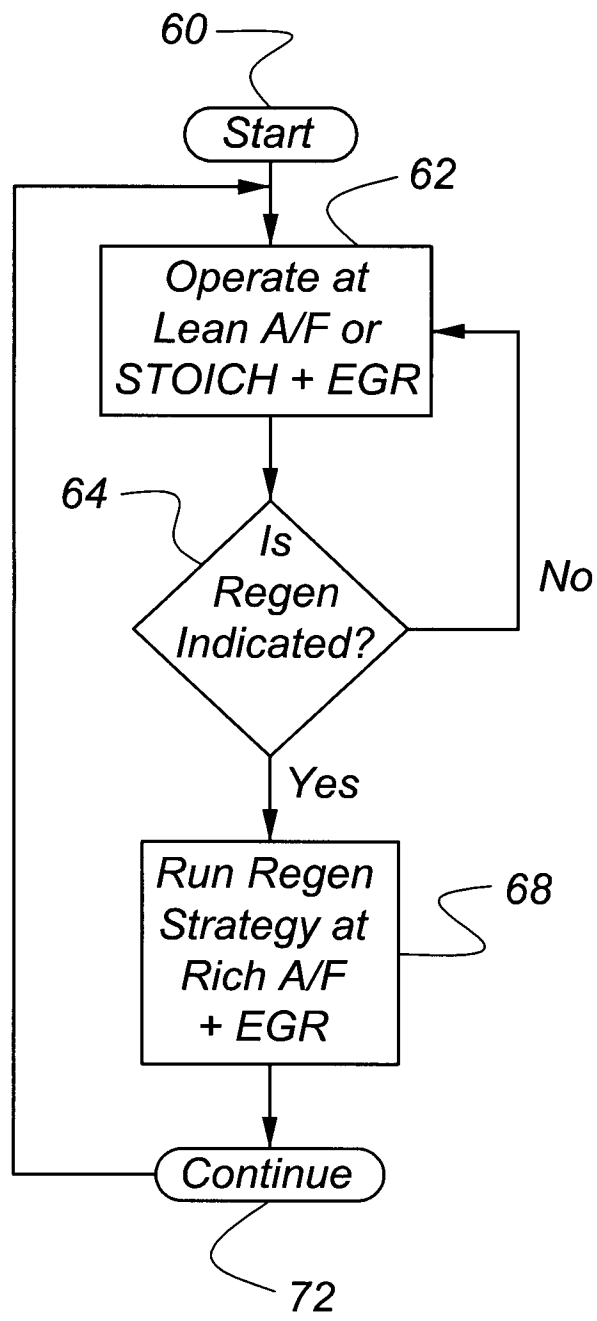 60
Start
62
Operate at
Lean A/F or
STOICH + EGR
64
Is
Regen
Indicated?
No
Yes
Run Regen
Strategy at
Rich A/F
+ EGR
68
Continue
72